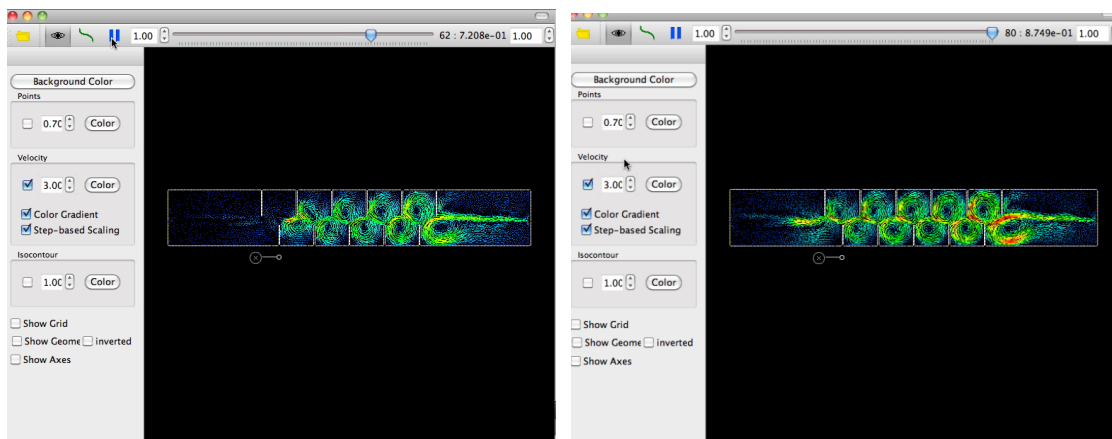 1.00 62 : 7.208e-01 1.00
Background Color
Points
0.70 Color
Velocity
3.00 Color
Color Gradient
Step-based Scaling
Isocontour
1.00 Color
Show Grid
Show Geome inverted
Show Axes
1.00 80 : 8.749e-01 1.00
Background Color
Points
0.70 Color
Velocity
3.00 Color
Color Gradient
Step-based Scaling
Isocontour
1.00 Color
Show Grid
Show Geome inverted
Show Axes